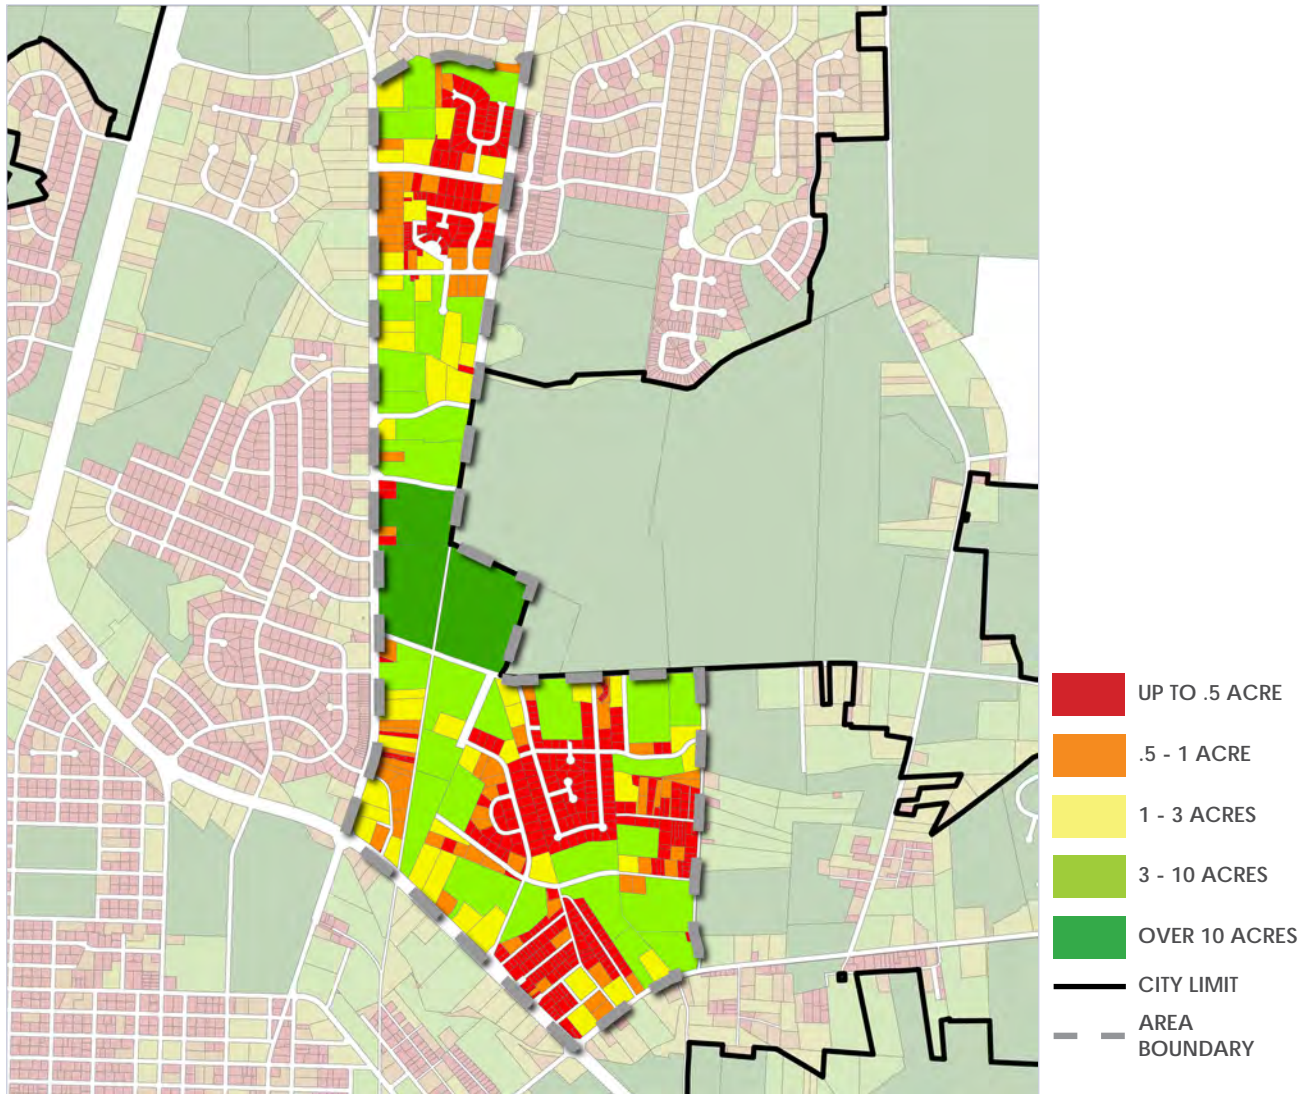 UP TO .5 ACRE
.5 - 1 ACRE
1 - 3 ACRES
3 - 10 ACRES
OVER 10 ACRES
CITY LIMIT
AREA
BOUNDARY